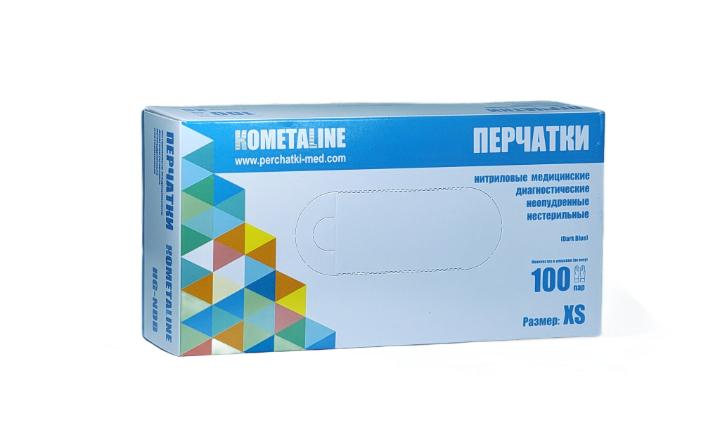 KOMETALINE
www.perchatki-med.com
ПЕРЧАТКИ
нитриловые медицинские
диагностические
неопудренные
нестерильные
(Dark Blue)
100 пар
Размер: XS
ПЕРЧАТКИ KOMETALINE